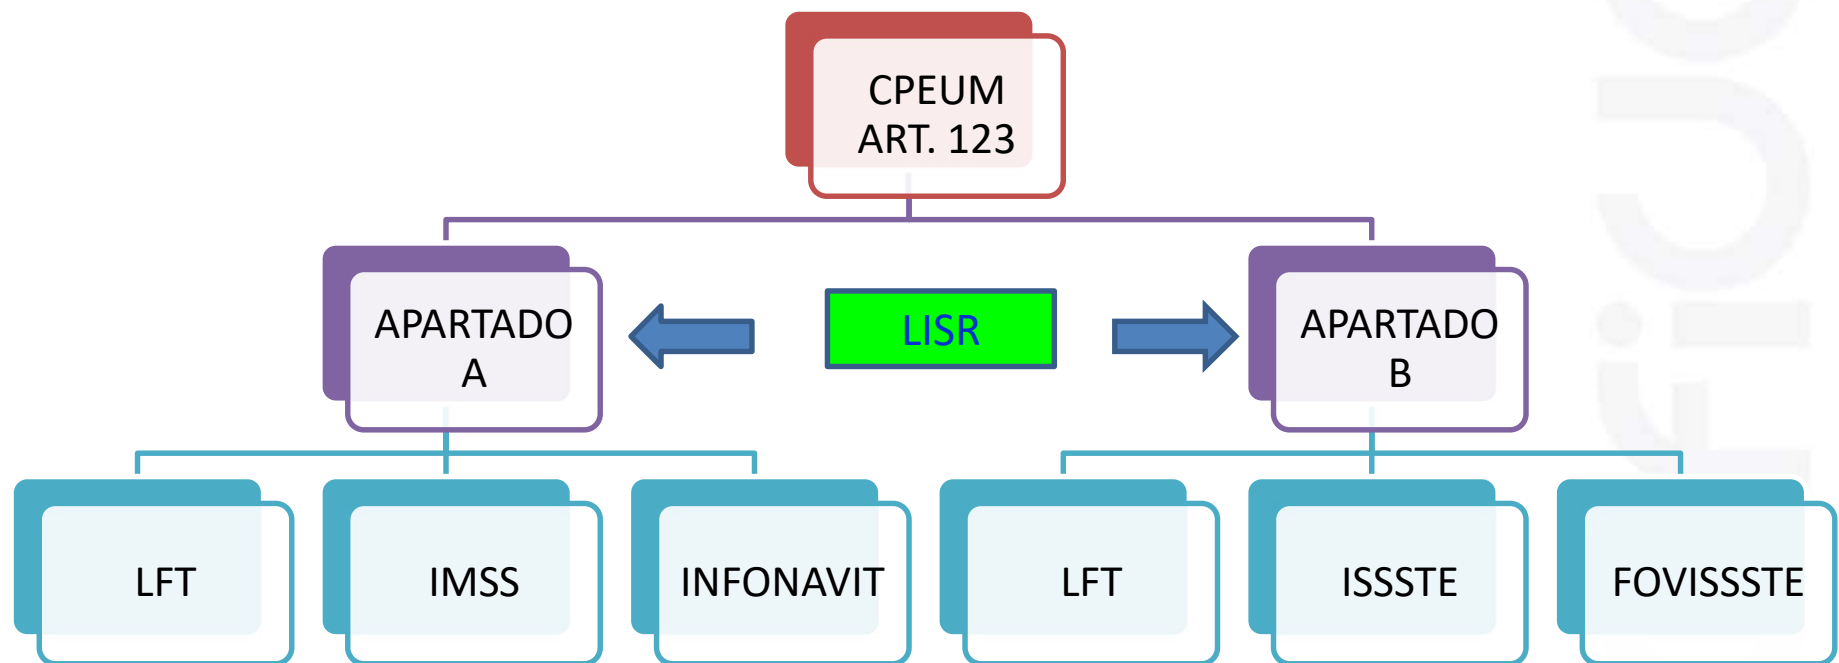 CPEUM
ART. 123
APARTADO
A
LISR
APARTADO
B
LFT
IMSS
INFONAVIT
LFT
ISSSTE
FOVISSSTE